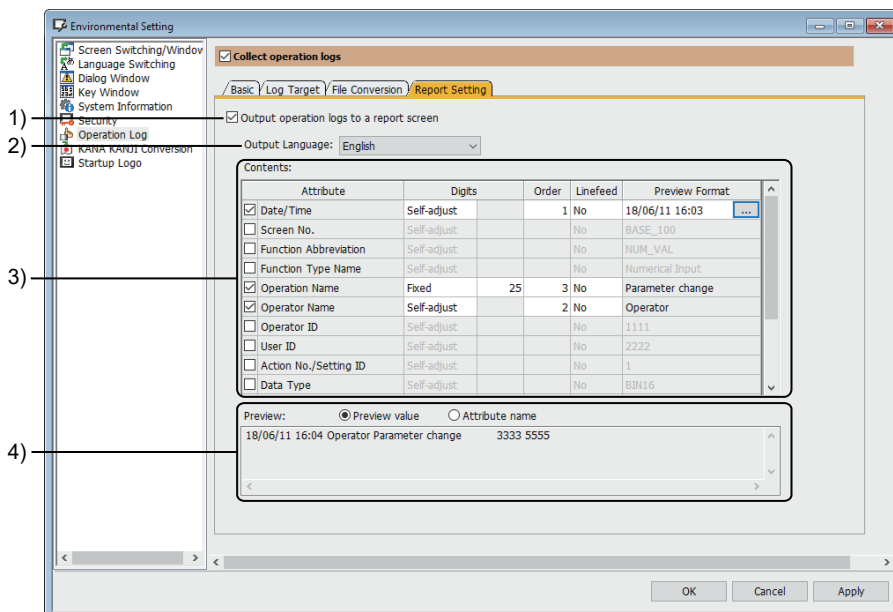 Environmental Setting
Screen Switching/Window
Language Switching
Dialog Window
Key Window
System Information
Security
Operation Log
KANA KANJI Conversion
Startup Logo
Collect operation logs
Basic Log Target File Conversion Report Setting
1) Output operation logs to a report screen
2) Output Language: English
3)
Contents:
Attribute Digits Order Linefeed Preview Format
Date/Time Self-adjust 1 No 18/06/11 16:03 ...
Screen No. Self-adjust No BASE_100
Function Abbreviation Self-adjust No NUM_VAL
Function Type Name Self-adjust No Numerical Input
Operation Name Fixed 25 3 No Parameter change
Operator Name Self-adjust 2 No Operator
Operator ID Self-adjust No 1111
User ID Self-adjust No 2222
Action No./Setting ID Self-adjust No 1
Data Type Self-adjust No BIN16
4)
Preview: Preview value Attribute name
18/06/11 16:04 Operator Parameter change 3333 5555
OK Cancel Apply